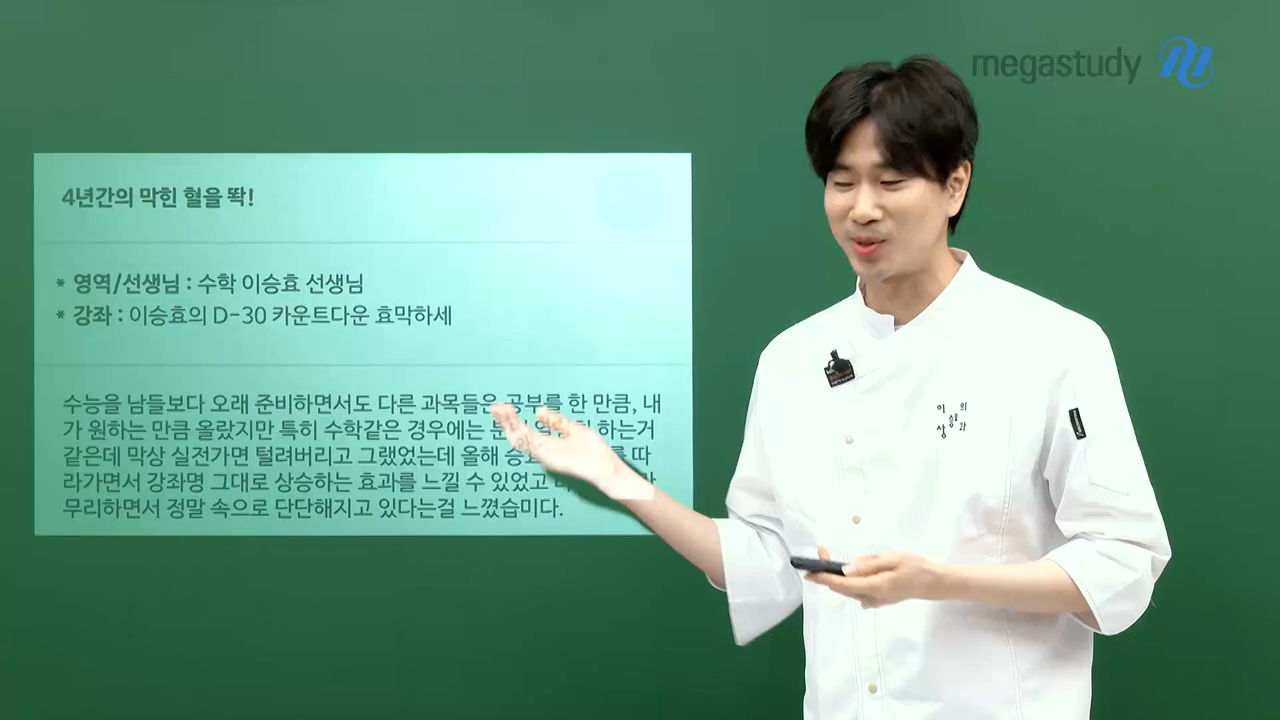 megastudy
4년간의 막힌 혈을 뙇!
* 영역/선생님 : 수학 이승효 선생님
* 강좌 : 이승효의 D-30 카운트다운 효막하세
수능을 남들보다 오래 준비하면서도 다른 과목들은 공부를 한 만큼, 내
가 원하는 만큼 올랐지만 특히 수학같은 경우에는 하는거
같은데 막상 실전가면 털려버리고 그랬었는데 올해 따
라가면서 강좌명 그대로 상승하는 효과를 느낄 수 있었고
무리하면서 정말 속으로 단단해지고 있다는걸 느꼈습미다.
이 의
승
상 효 과